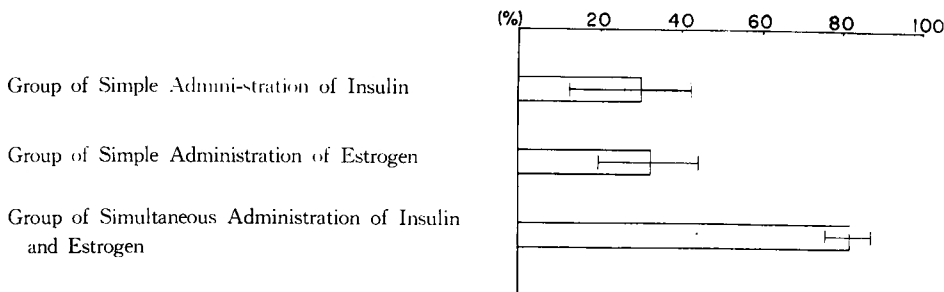 (%) 20 40 60 80 100
Group of Simple Admini-stration of Insulin
Group of Simple Administration of Estrogen
Group of Simultaneous Administration of Insulin
and Estrogen